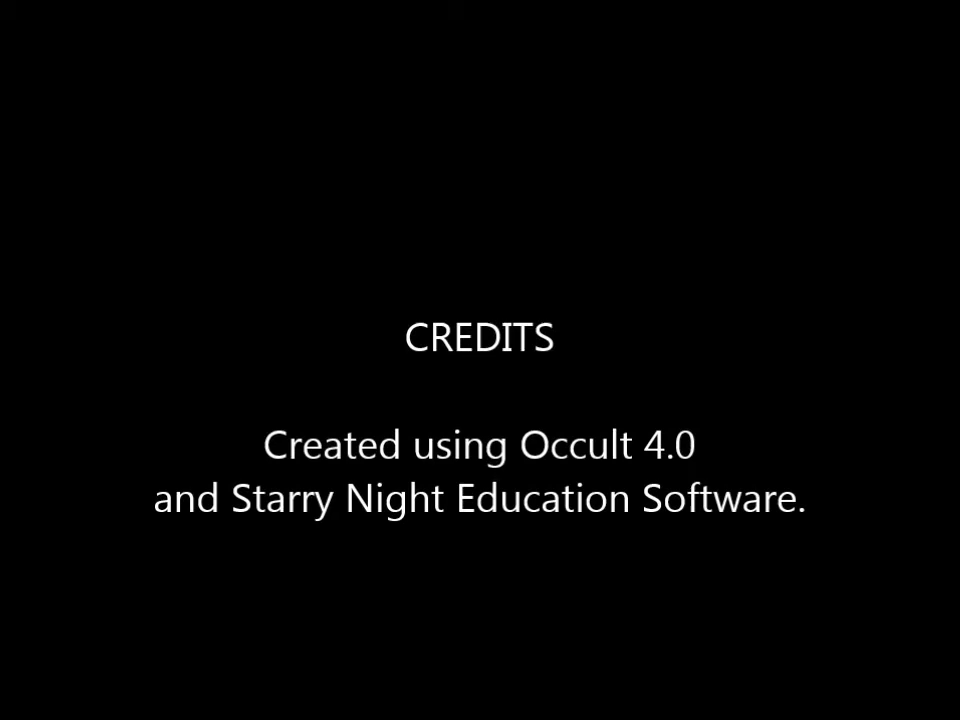 CREDITS
Created using Occult 4.0
and Starry Night Education Software.